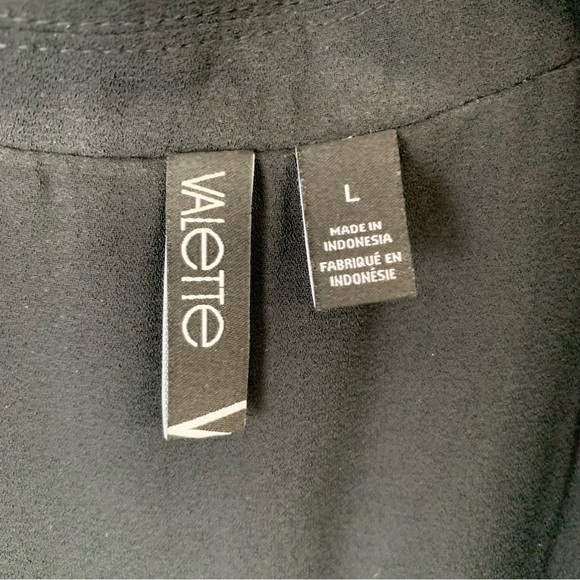 VALETTE
V
L
MADE IN
INDONESIA
FABRIQUÉ EN
INDONÉSIE